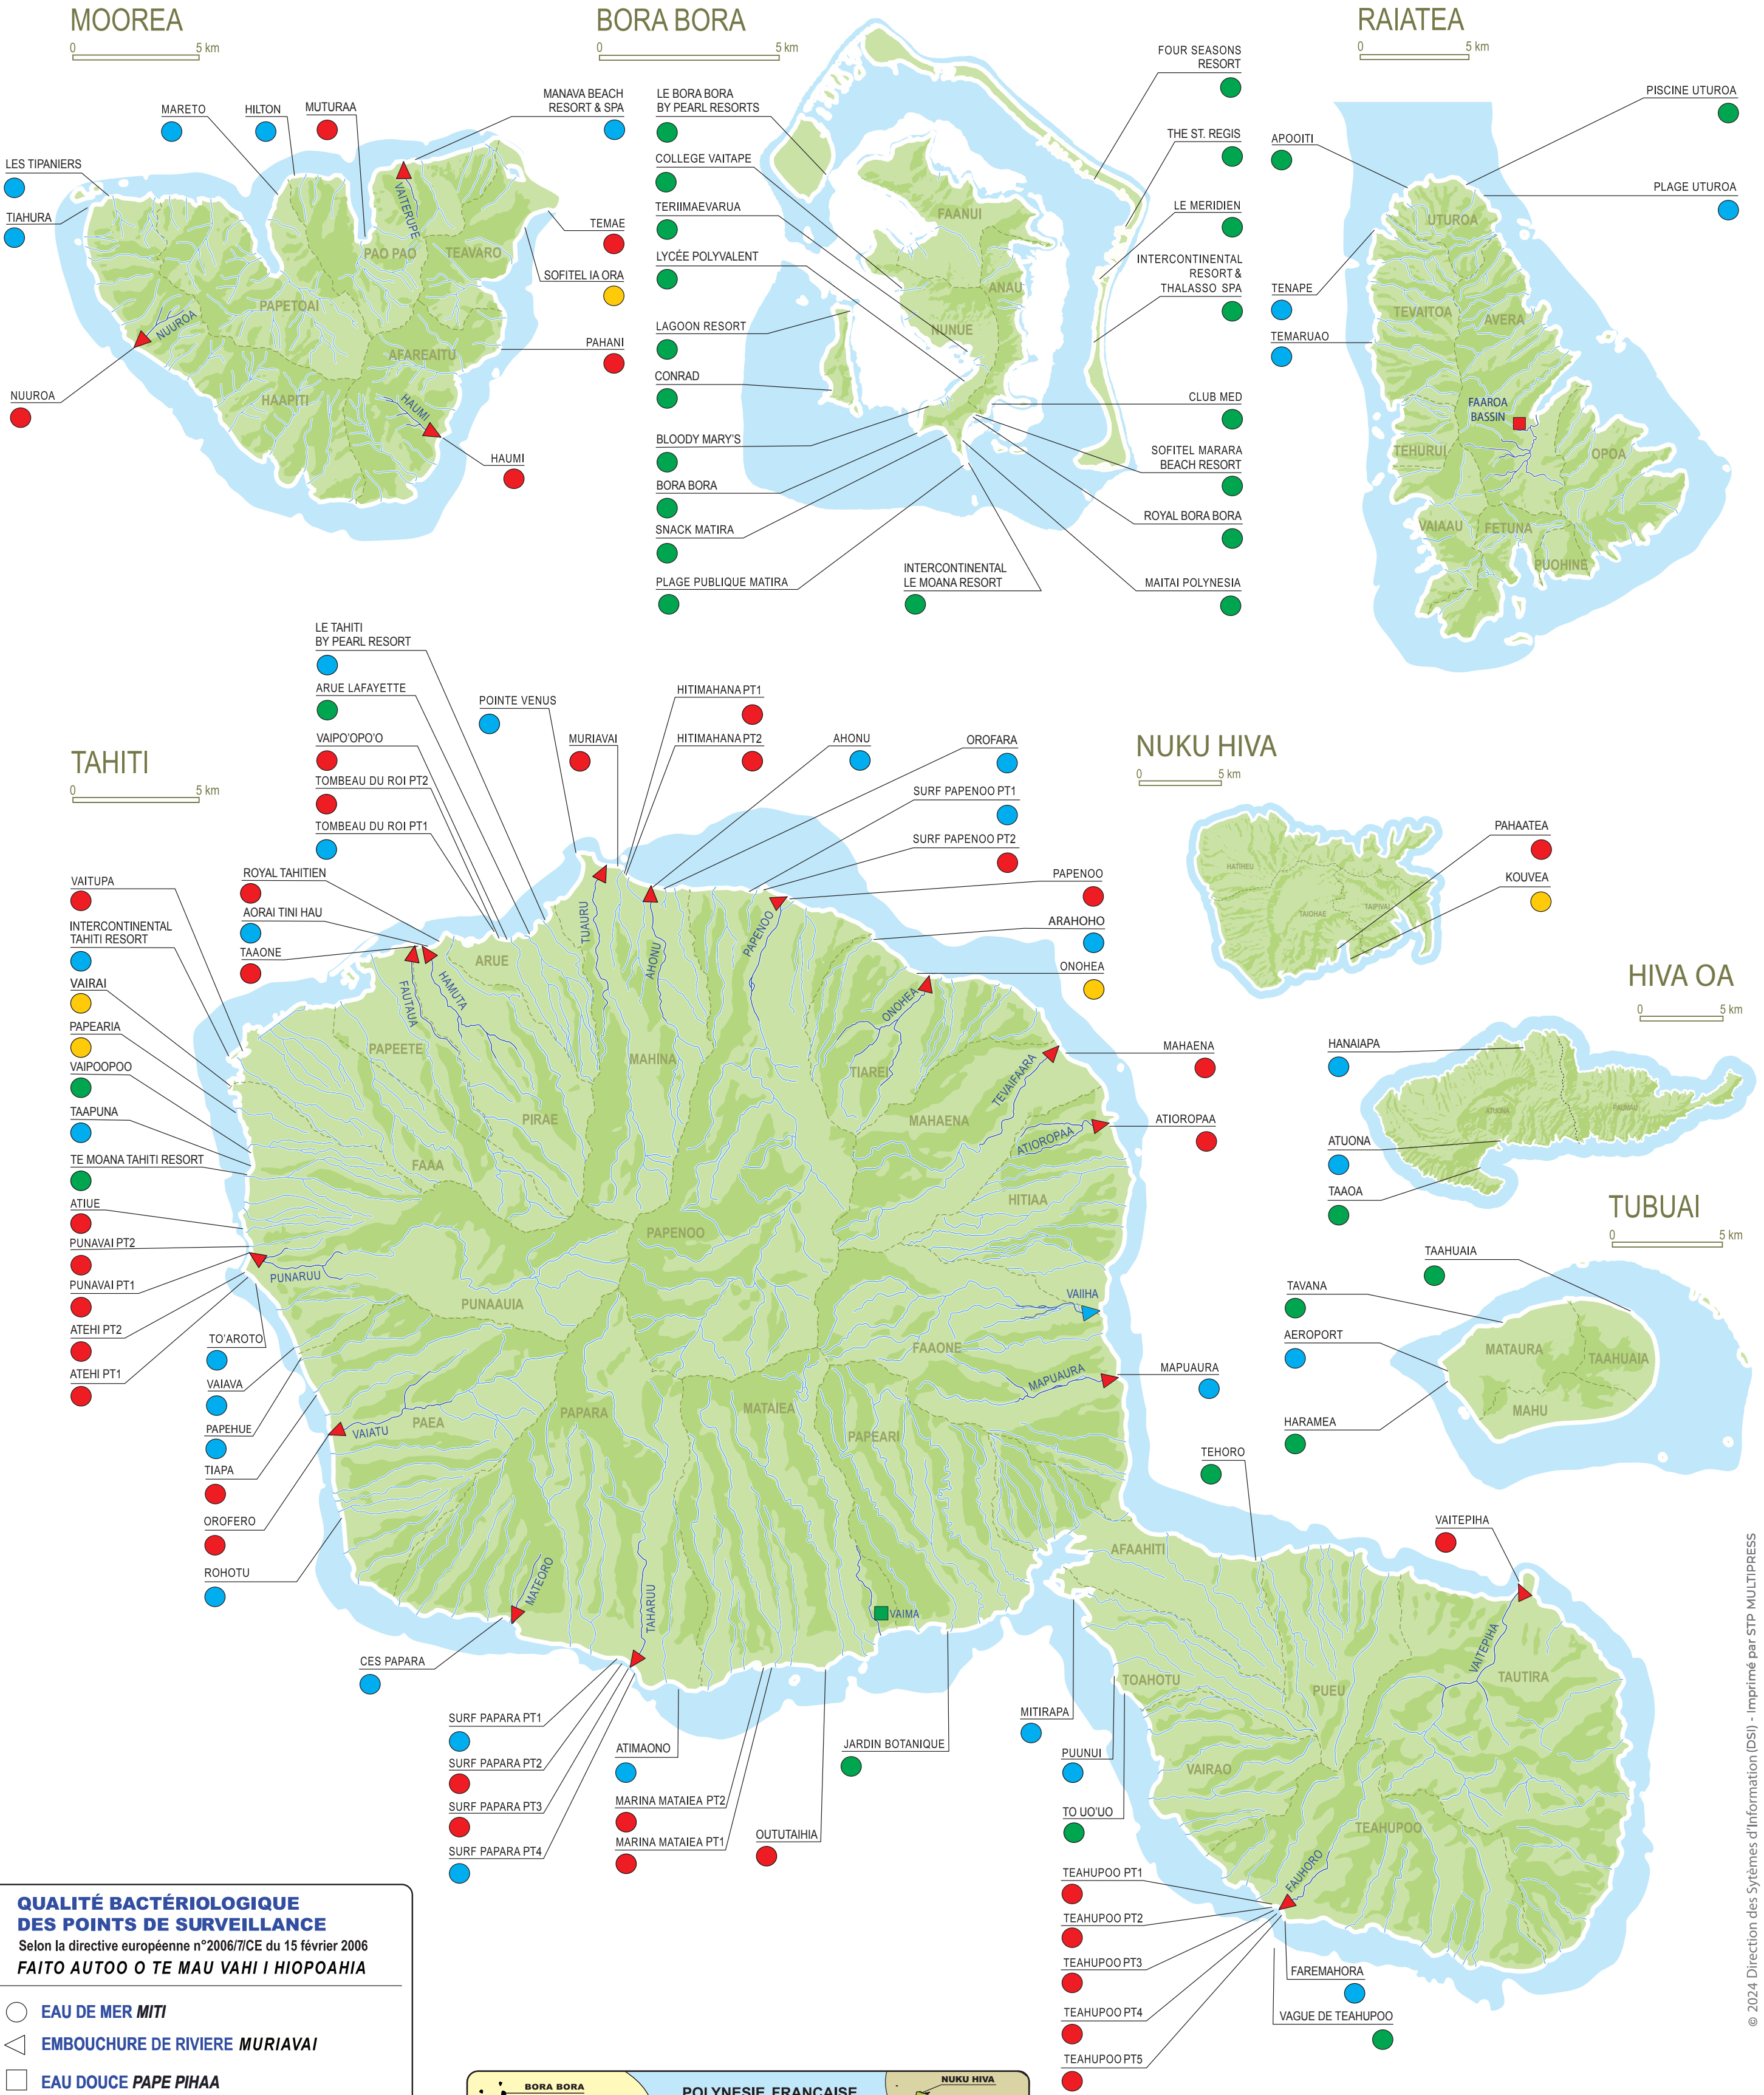 MOOREA
0 5 km
MARETO
HILTON
MUTURAA
MANAVA BEACH
RESORT & SPA
LES TIPANIERS
TIAHURA
TEMAE
SOFITEL IA ORA
PAHANI
NUUROA
HAUMI
VAITERUPE
PAO PAO
TEAVARO
PAPETOAI
NUUROA
AFAREAITU
HAAPITI
HAUMI
BORA BORA
0 5 km
LE BORA BORA
BY PEARL RESORTS
COLLEGE VAITAPE
TERIIMAEVARUA
LYCÉE POLYVALENT
LAGOON RESORT
CONRAD
BLOODY MARY'S
BORA BORA
SNACK MATIRA
PLAGE PUBLIQUE MATIRA
INTERCONTINENTAL
LE MOANA RESORT
FOUR SEASONS
RESORT
THE ST. REGIS
LE MERIDIEN
INTERCONTINENTAL
RESORT &
THALASSO SPA
CLUB MED
SOFITEL MARARA
BEACH RESORT
ROYAL BORA BORA
MAITAI POLYNESIA
FAANUI
ANAU
NUNUE
RAIATEA
0 5 km
PISCINE UTUROA
APOOITI
PLAGE UTUROA
TENAPE
TEMARUAO
UTUROA
TEVAITOA
AVERA
FAAROA
BASSIN
TEHURUI
OPOA
VAIAAU
FETUNA
PUOHINE
TAHITI
0 5 km
LE TAHITI
BY PEARL RESORT
ARUE LAFAYETTE
VAIPO'OPO'O
TOMBEAU DU ROI PT2
TOMBEAU DU ROI PT1
POINTE VENUS
MURIAVAI
HITIMAHANA PT1
HITIMAHANA PT2
AHONU
OROFARA
SURF PAPENOO PT1
SURF PAPENOO PT2
PAPENOO
ARAHOHO
ONOHEA
ROYAL TAHITIEN
AORAI TINI HAU
TAAONE
VAITUPA
INTERCONTINENTAL
TAHITI RESORT
VAIRAI
PAPEARIA
VAIPOOPOO
TAAPUNA
TE MOANA TAHITI RESORT
ATIUE
PUNAVAI PT2
PUNAVAI PT1
ATEHI PT2
ATEHI PT1
TO'AROTO
VAIAVA
PAPEHUE
TIAPA
OROFERO
ROHOTU
CES PAPARA
SURF PAPARA PT1
SURF PAPARA PT2
SURF PAPARA PT3
SURF PAPARA PT4
ATIMAONO
MARINA MATAIEA PT2
MARINA MATAIEA PT1
OUTUTAIHIA
JARDIN BOTANIQUE
MITIRAPA
PUUNUI
TO UO'UO
TEAHUPOO PT1
TEAHUPOO PT2
TEAHUPOO PT3
TEAHUPOO PT4
TEAHUPOO PT5
FAREMAHORA
VAGUE DE TEAHUPOO
VAITEPIHA
TEHORO
MAPUAURA
ATIOROPAA
MAHAENA
ARUE
TUAURU
AHONU
PAPENOO
ONOHEA
FAUTAUA
HAMUTA
PAPEETE
MAHINA
TIAREI
TEVAIFAARA
PIRAE
MAHAENA
ATIOROPAA
FAAA
HITIAA
PAPENOO
PUNARUU
PUNAAUIA
VAIIHA
FAAONE
MAPUAURA
PAEA
VAIATU
PAPARA
MATAIEA
PAPEARI
MATEORO
TAHARUU
VAIMA
AFAAHITI
TOAHOTU
PUEU
VAITEPIHA
TAUTIRA
VAIRAO
TEAHUPOO
FAUHORO
NUKU HIVA
0 5 km
PAHAATEA
KOUVEA
HATIHEU
TAIOHAE
TAIPIVAI
HIVA OA
0 5 km
HANAIAPA
ATUONA
TAAOA
ATUONA
PUAMAU
TUBUAI
0 5 km
TAAHUAIA
TAVANA
AEROPORT
HARAMEA
MATAURA
TAAHUAIA
MAHU
QUALITÉ BACTÉRIOLOGIQUE
DES POINTS DE SURVEILLANCE
Selon la directive européenne n°2006/7/CE du 15 février 2006
FAITO AUTOO O TE MAU VAHI I HIOPOAHIA
EAU DE MER MITI
EMBOUCHURE DE RIVIERE MURIAVAI
EAU DOUCE PAPE PIHAA
BORA BORA
POLYNESIE FRANÇAISE
NUKU HIVA
© 2024 Direction des Sytèmes d'Information (DSI) - Imprimé par STP MULTIPRESS